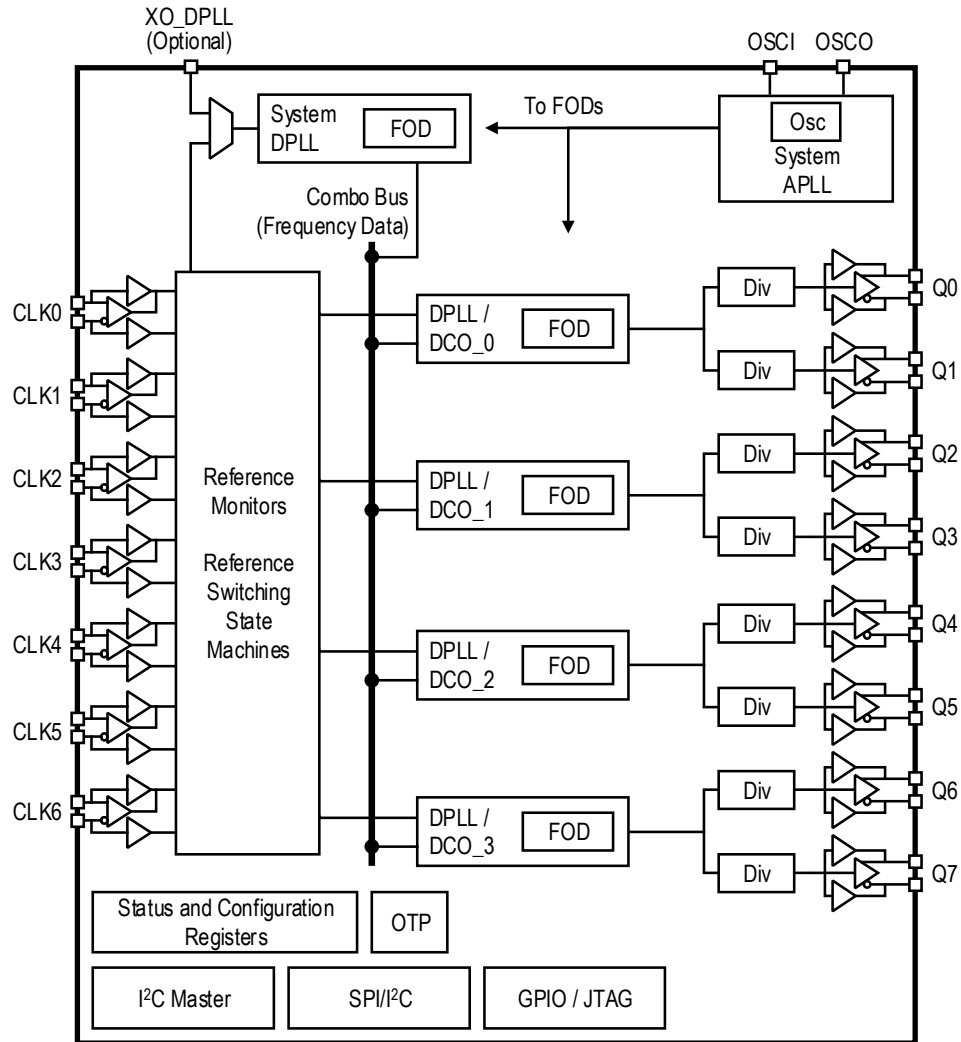 XO_DPLL
(Optional)
OSCI
OSCO
System
DPLL
FOD
To FODs
Osc
System
APLL
Combo Bus
(Frequency Data)
CLK0
CLK1
CLK2
CLK3
CLK4
CLK5
CLK6
Reference
Monitors
Reference
Switching
State
Machines
DPLL /
DCO_0
FOD
DPLL /
DCO_1
FOD
DPLL /
DCO_2
FOD
DPLL /
DCO_3
FOD
Div
Div
Div
Div
Div
Div
Div
Div
Q0
Q1
Q2
Q3
Q4
Q5
Q6
Q7
Status and Configuration
Registers
OTP
I²C Master
SPI/I²C
GPIO / JTAG